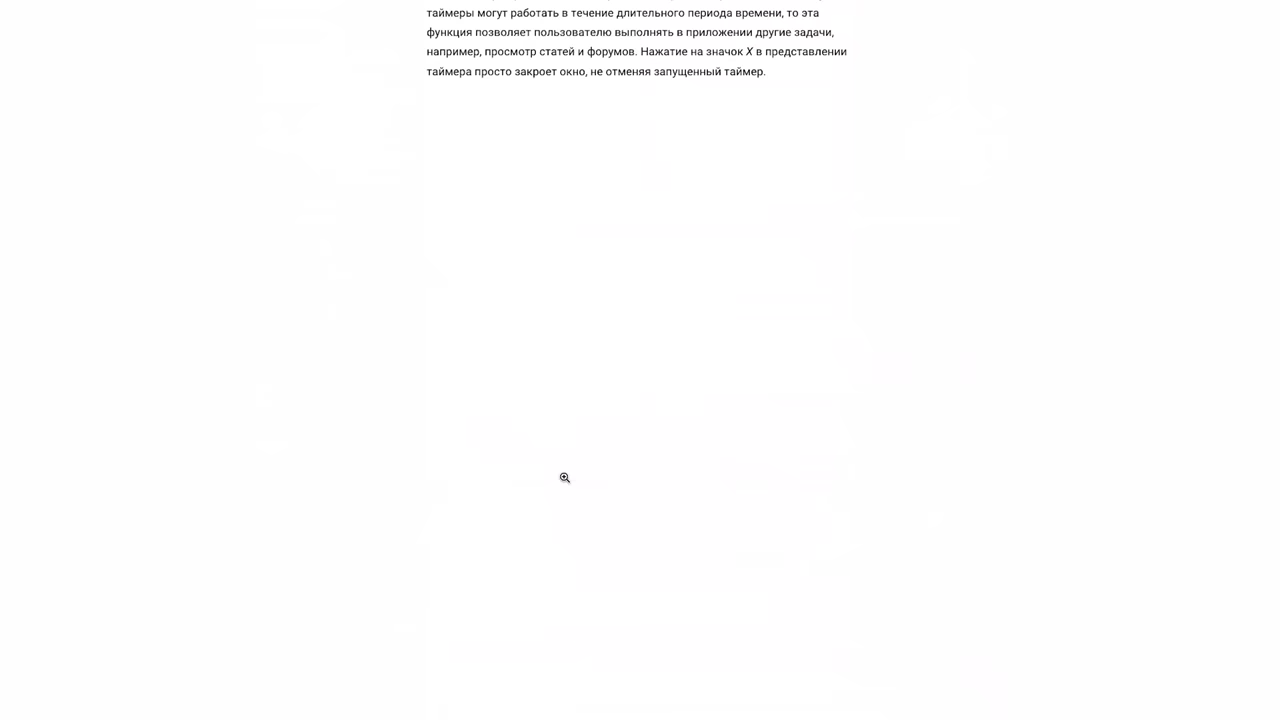 таймеры могут работать в течение длительного периода времени, то эта
функция позволяет пользователю выполнять в приложении другие задачи,
например, просмотр статей и форумов. Нажатие на значок X в представлении
таймера просто закроет окно, не отменяя запущенный таймер.